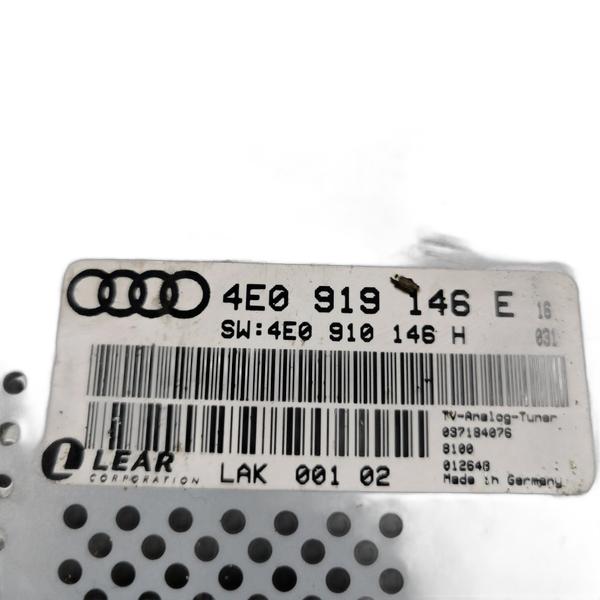 4E0 919 146 E 16
SW:4E0 910 146 H 031
TV-Analog-Tuner
037184076
8100
012648
Made in Germany
LEAR
CORPORATION
LAK 001 02